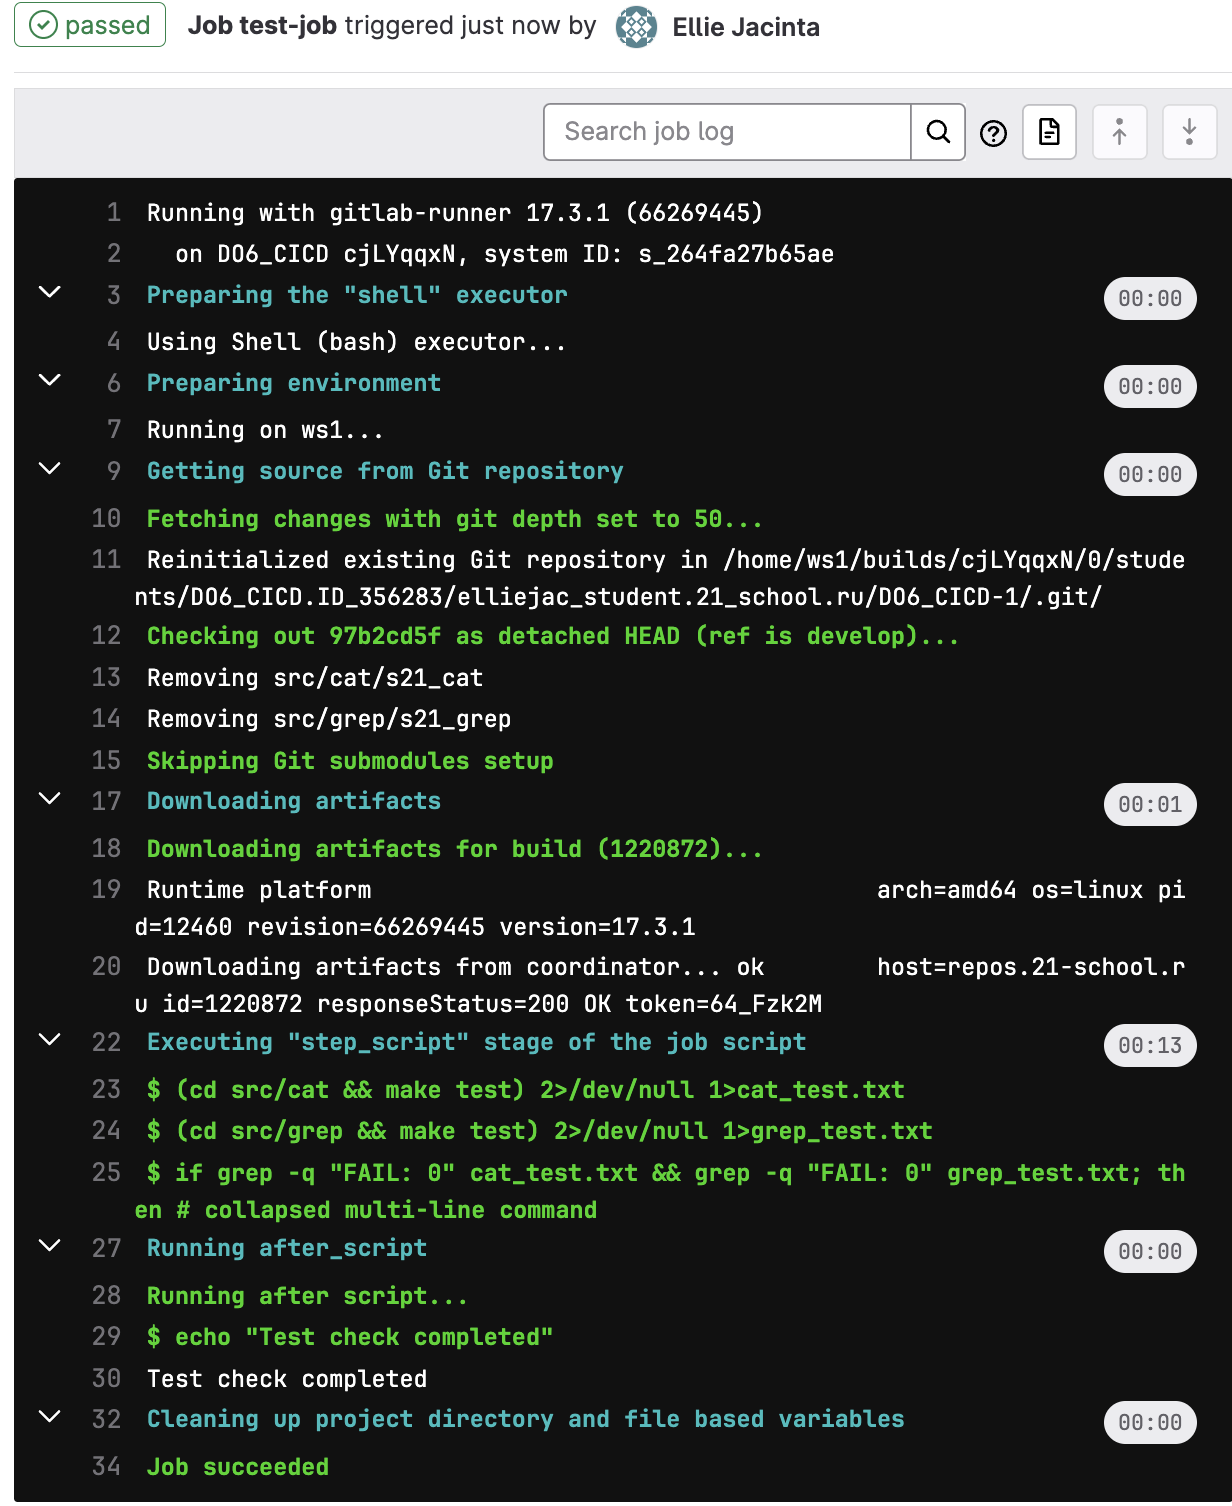 passed Job test-job triggered just now by Ellie Jacinta
Search job log
1 Running with gitlab-runner 17.3.1 (66269445)
2 on DO6_CICD cjLYqqxN, system ID: s_264fa27b65ae
3 Preparing the "shell" executor 00:00
4 Using Shell (bash) executor...
6 Preparing environment 00:00
7 Running on ws1...
9 Getting source from Git repository 00:00
10 Fetching changes with git depth set to 50...
11 Reinitialized existing Git repository in /home/ws1/builds/cjLYqqxN/0/stude
nts/DO6_CICD.ID_356283/elliejac_student.21_school.ru/DO6_CICD-1/.git/
12 Checking out 97b2cd5f as detached HEAD (ref is develop)...
13 Removing src/cat/s21_cat
14 Removing src/grep/s21_grep
15 Skipping Git submodules setup
17 Downloading artifacts 00:01
18 Downloading artifacts for build (1220872)...
19 Runtime platform arch=amd64 os=linux pi
d=12460 revision=66269445 version=17.3.1
20 Downloading artifacts from coordinator... ok host=repos.21-school.r
u id=1220872 responseStatus=200 OK token=64_Fzk2M
22 Executing "step_script" stage of the job script 00:13
23 $ (cd src/cat && make test) 2>/dev/null 1>cat_test.txt
24 $ (cd src/grep && make test) 2>/dev/null 1>grep_test.txt
25 $ if grep -q "FAIL: 0" cat_test.txt && grep -q "FAIL: 0" grep_test.txt; th
en # collapsed multi-line command
27 Running after_script 00:00
28 Running after script...
29 $ echo "Test check completed"
30 Test check completed
32 Cleaning up project directory and file based variables 00:00
34 Job succeeded